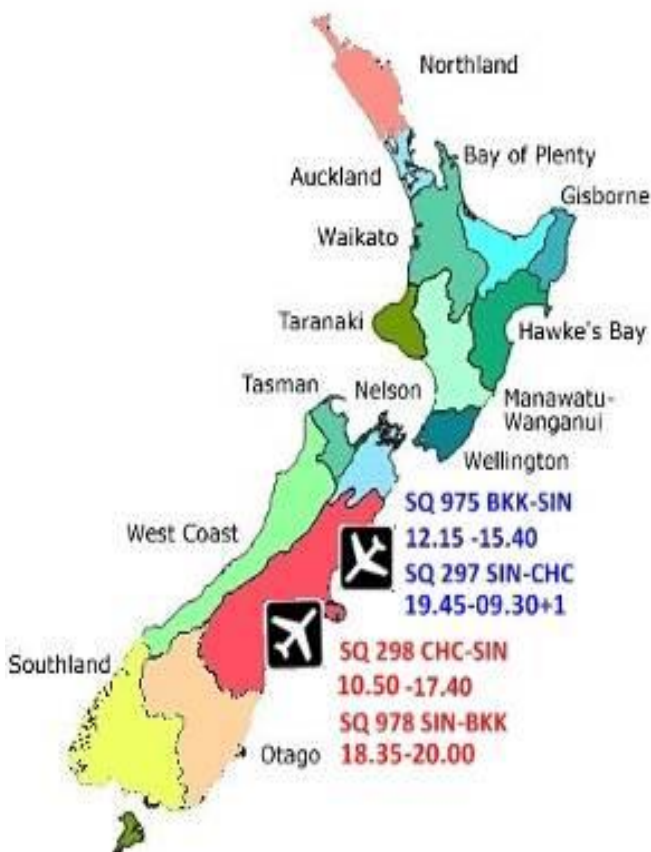 Northland
Bay of Plenty
Auckland
Gisborne
Waikato
Taranaki
Hawke's Bay
Tasman
Nelson
Manawatu-
Wanganui
Wellington
SQ 975 BKK-SIN
12.15 -15.40
West Coast
SQ 297 SIN-CHC
19.45-09.30+1
SQ 298 CHC-SIN
10.50 -17.40
Southland
SQ 978 SIN-BKK
18.35-20.00
Otago